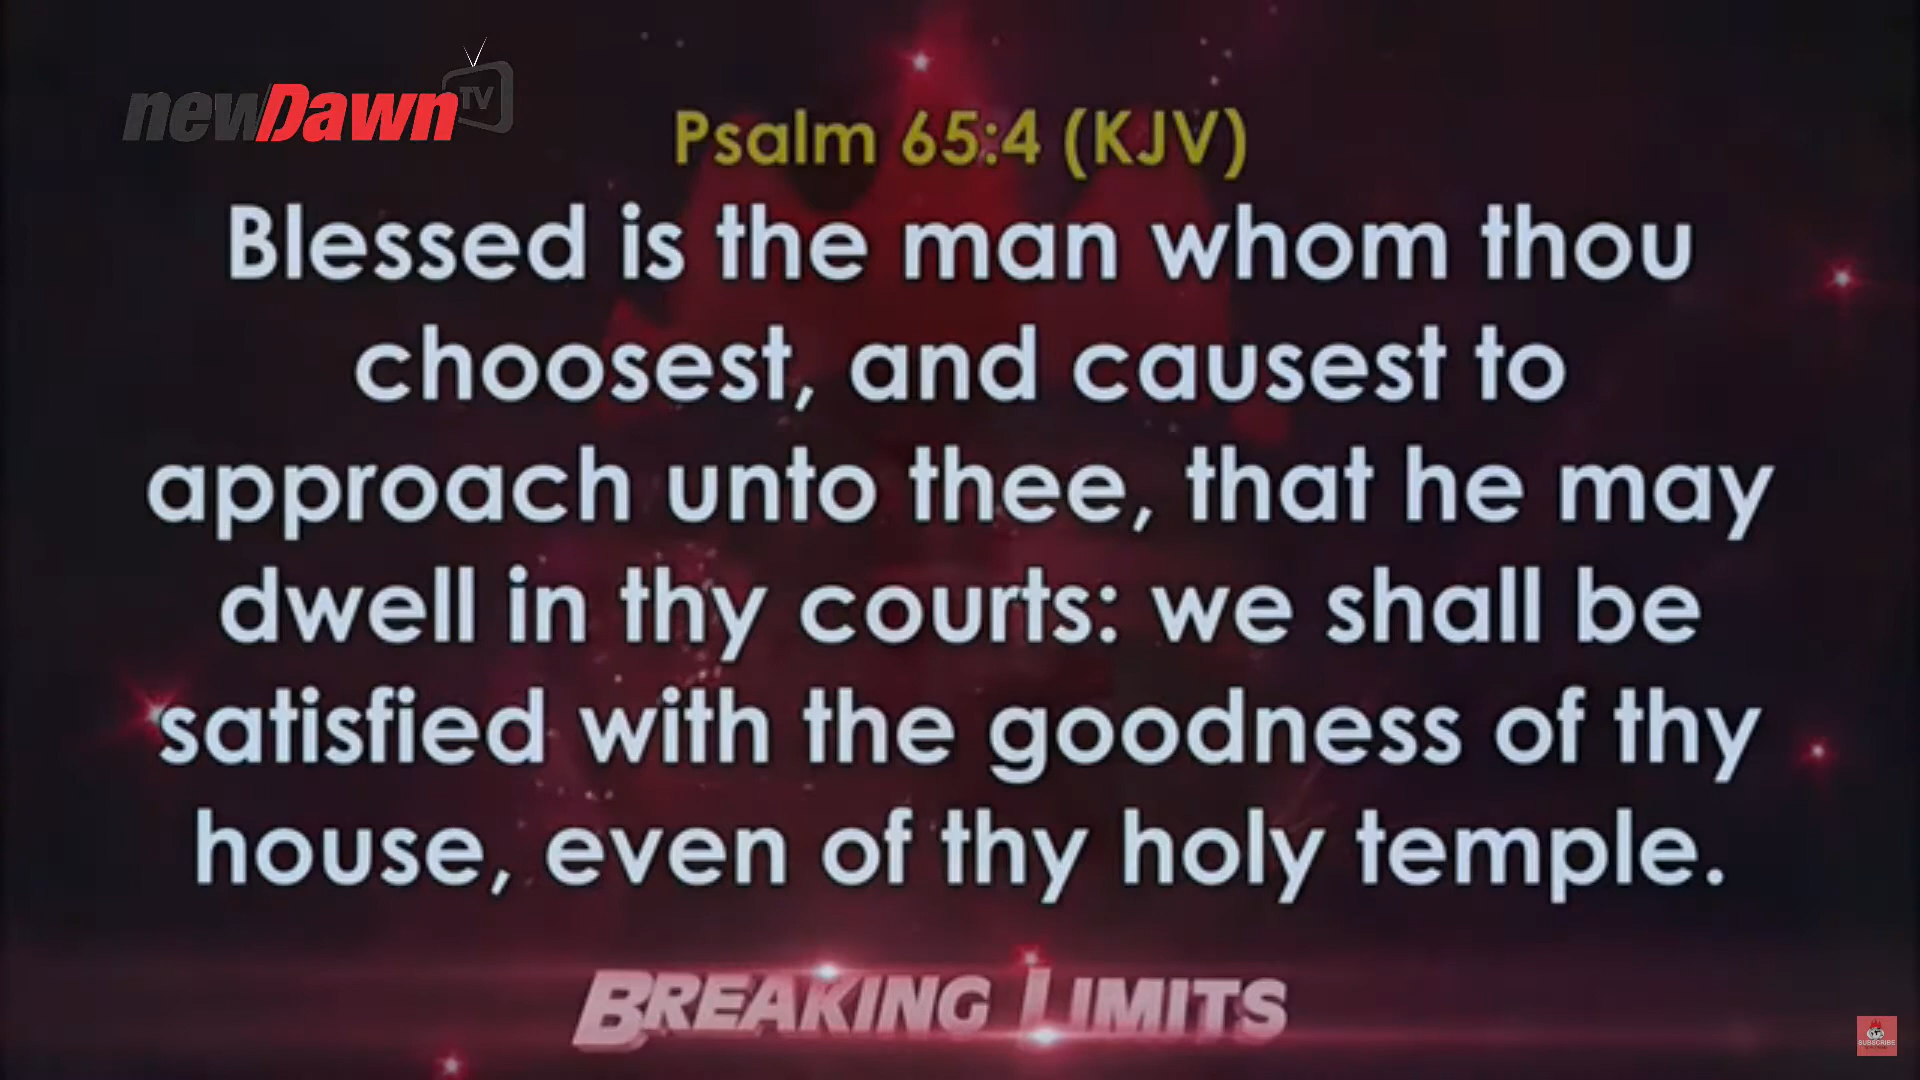 newDawn TV
Psalm 65:4 (KJV)
Blessed is the man whom thou
choosest, and causest to
approach unto thee, that he may
dwell in thy courts: we shall be
satisfied with the goodness of thy
house, even of thy holy temple.
BREAKING LIMITS
SUBSCRIBE